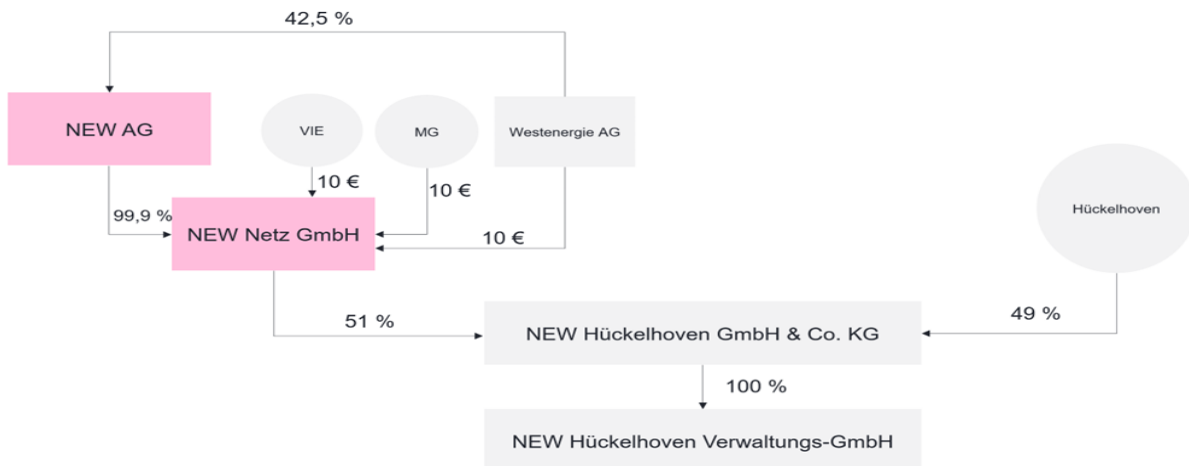 42,5 %
NEW AG
VIE
MG
Westenergie AG
10 €
10 €
Hückelhoven
99,9 %
NEW Netz GmbH
10 €
51 %
NEW Hückelhoven GmbH & Co. KG
49 %
100 %
NEW Hückelhoven Verwaltungs-GmbH